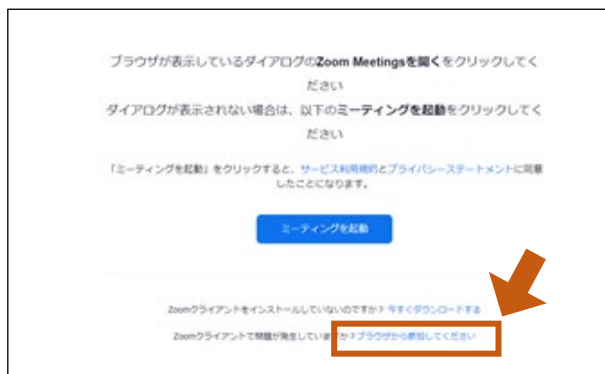 ブラウザが表示しているダイアログのZoom Meetingsを開くをクリックしてく
ださい
ダイアログが表示されない場合は、以下のミーティングを起動をクリックしてく
ださい
「ミーティングを起動」をクリックすると、サービス利用規約とプライバシーステートメントに同意
したことになります。
ミーティングを起動
Zoomクライアントをインストールしていないのですか？今すぐダウンロードする
Zoomクライアントで問題が発生していますか？ブラウザから参加してください